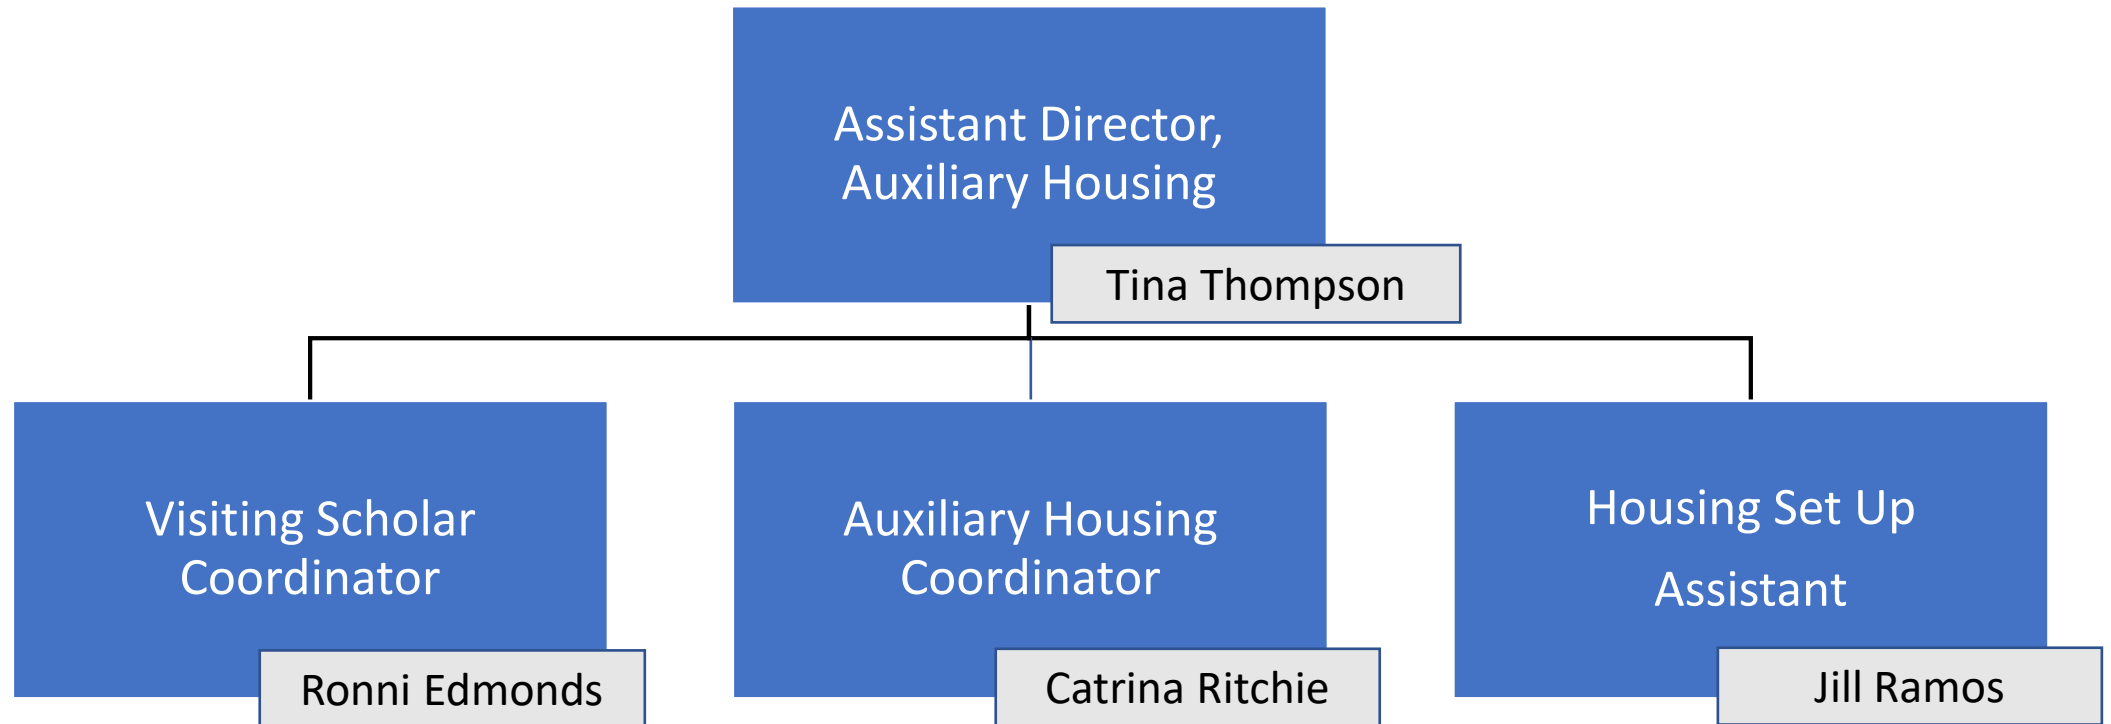 Assistant Director,
Auxiliary Housing
Tina Thompson
Visiting Scholar
Coordinator
Ronni Edmonds
Auxiliary Housing
Coordinator
Catrina Ritchie
Housing Set Up
Assistant
Jill Ramos